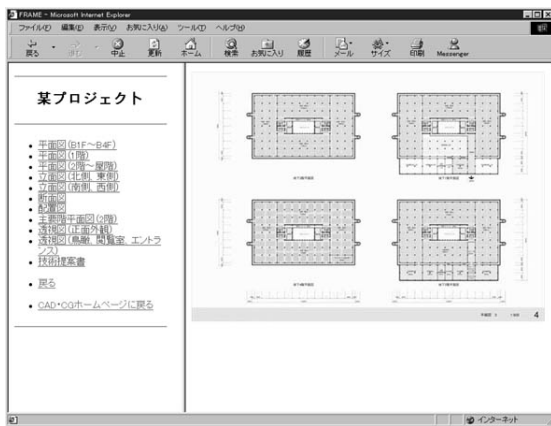 FRAME - Microsoft Internet Explorer
ファイル(F) 編集(E) 表示(V) お気に入り(A) ツール(T) ヘルプ(H)
戻る 進む 中止 更新 ホーム 検索 お気に入り 履歴 メール サイズ 印刷 Messenger
某プロジェクト
平面図(B1F～B4F)
平面図(1階)
平面図(2階～屋階)
立面図(北側, 東側)
立面図(南側, 西側)
断面図
配置図
主要階平面図(2階)
透視図(正面外観)
透視図(鳥瞰, 閲覧室, エントラ
ンス)
技術提案書
戻る
CAD・CGホームページに戻る
4
インターネット